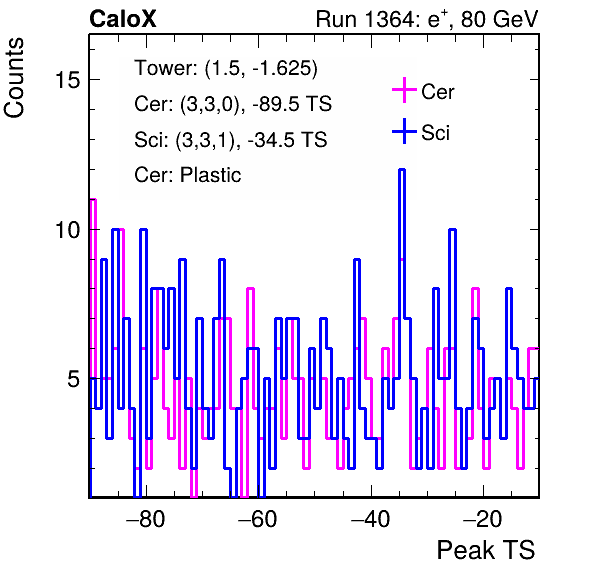 CaloX Run 1364: e⁺, 80 GeV
Counts
Tower: (1.5, -1.625)
Cer: (3,3,0), -89.5 TS
Sci: (3,3,1), -34.5 TS
Cer: Plastic
Cer
Sci
15
10
5
−80 −60 −40 −20
Peak TS